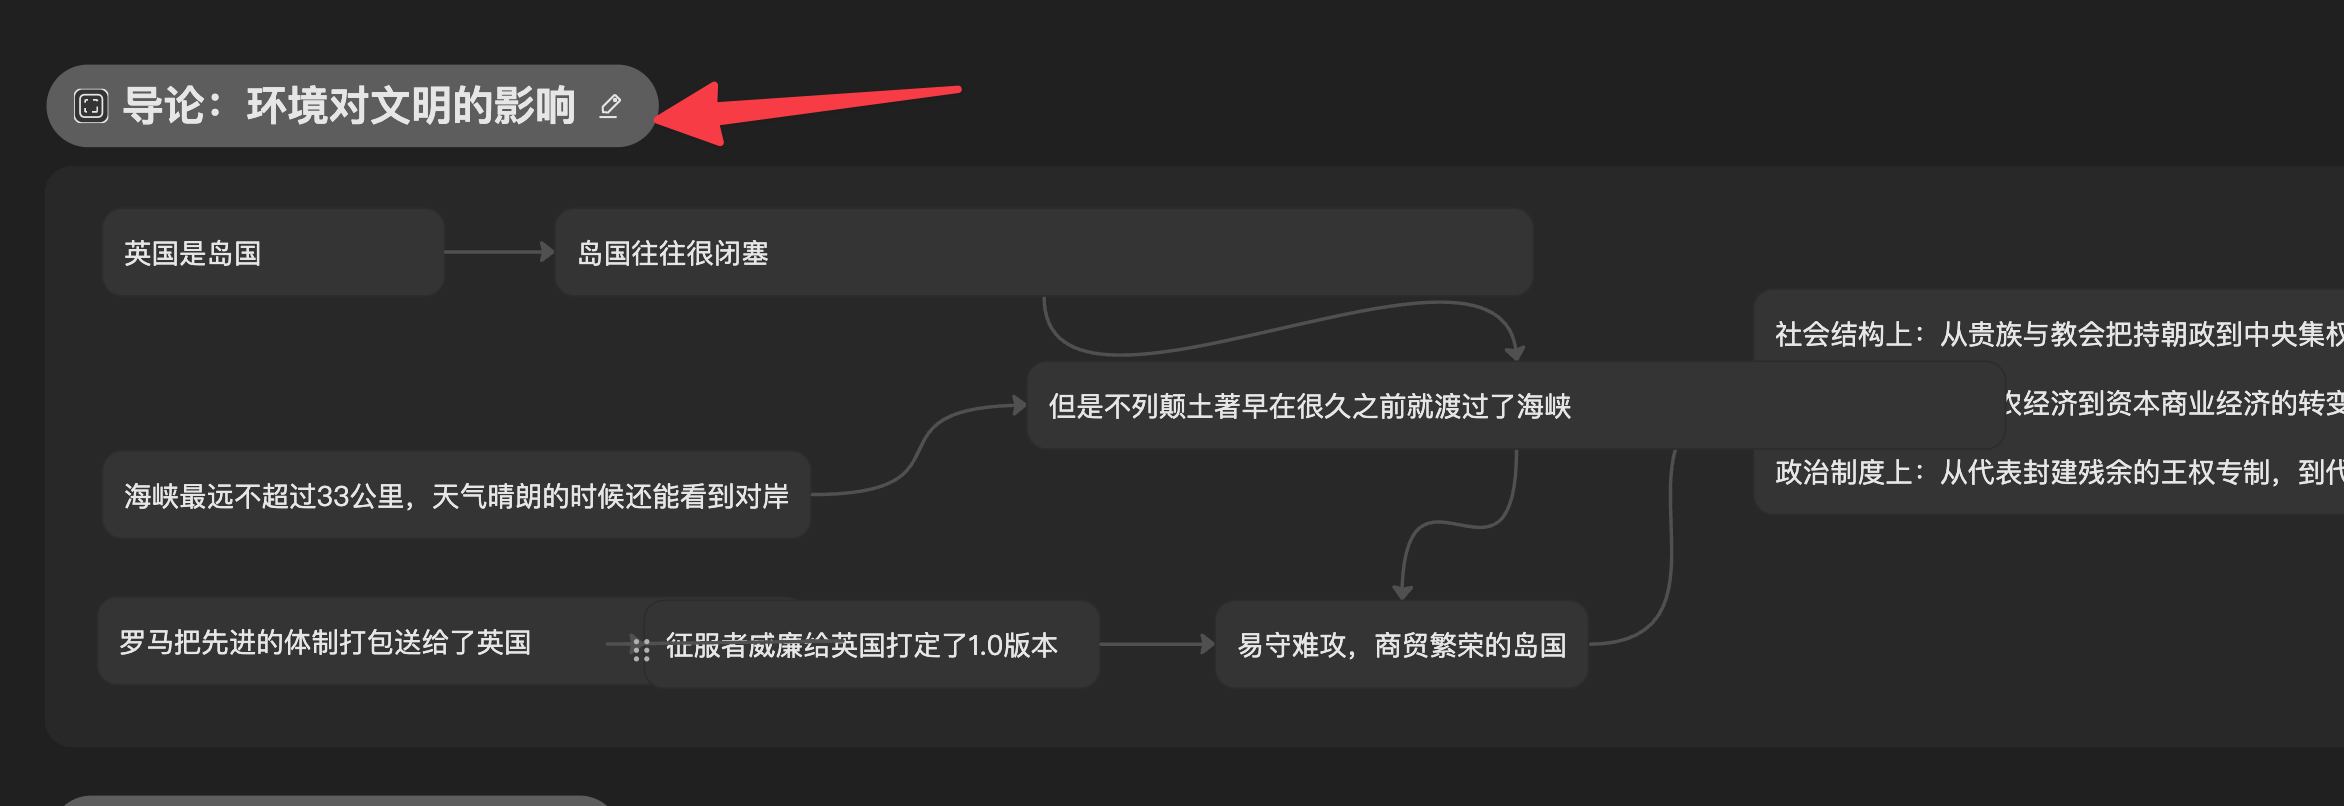 导论：环境对文明的影响
英国是岛国
岛国往往很闭塞
社会结构上：从贵族与教会把持朝政到中央集权
但是不列颠土著早在很久之前就渡过了海峡
农经济到资本商业经济的转变
政治制度上：从代表封建残余的王权专制，到代
海峡最远不超过33公里，天气晴朗的时候还能看到对岸
罗马把先进的体制打包送给了英国
征服者威廉给英国打定了1.0版本
易守难攻，商贸繁荣的岛国